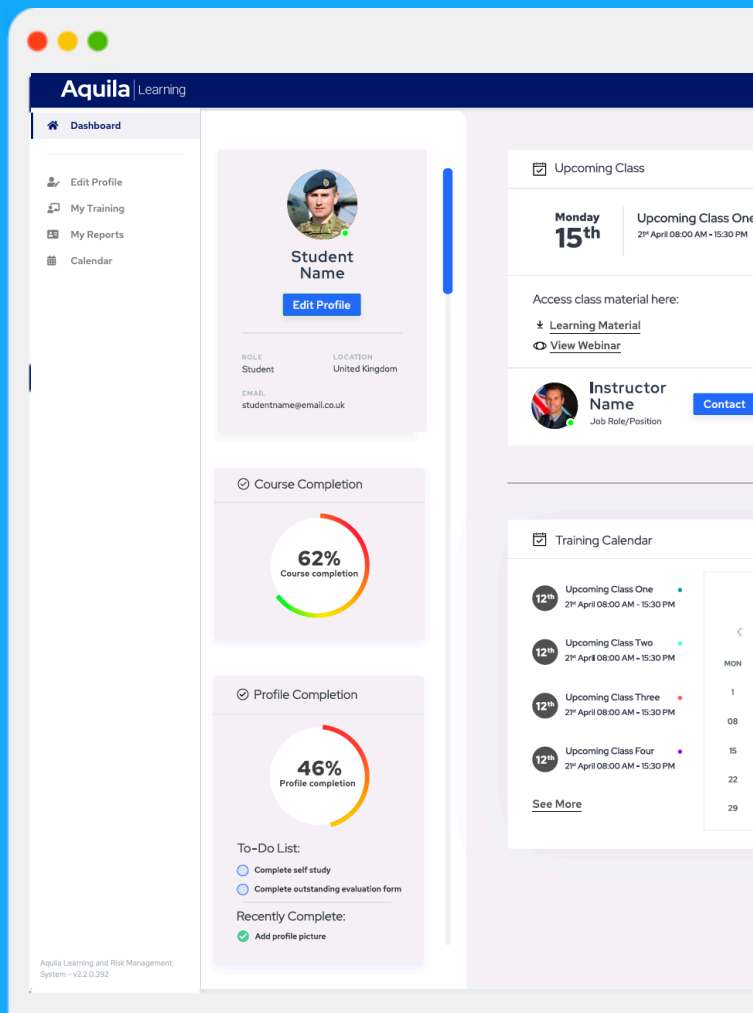 Aquila Learning
Dashboard
Edit Profile
My Training
My Reports
Calendar
Aquila Learning and Risk Management
System - v2.2.0.392
Student
Name
Edit Profile
ROLE LOCATION
Student United Kingdom
EMAIL
studentname@email.co.uk
Course Completion
62%
Course completion
Profile Completion
46%
Profile completion
To-Do List:
Complete self study
Complete outstanding evaluation form
Recently Complete:
Add profile picture
Upcoming Class
Monday
15th
Upcoming Class One
21st April 08:00 AM - 15:30 PM
Access class material here:
Learning Material
View Webinar
Instructor
Name
Job Role/Position
Contact
Training Calendar
12th
Upcoming Class One
21st April 08:00 AM - 15:30 PM
12th
Upcoming Class Two
21st April 08:00 AM - 15:30 PM
12th
Upcoming Class Three
21st April 08:00 AM - 15:30 PM
12th
Upcoming Class Four
21st April 08:00 AM - 15:30 PM
See More
MON
1
08
15
22
29